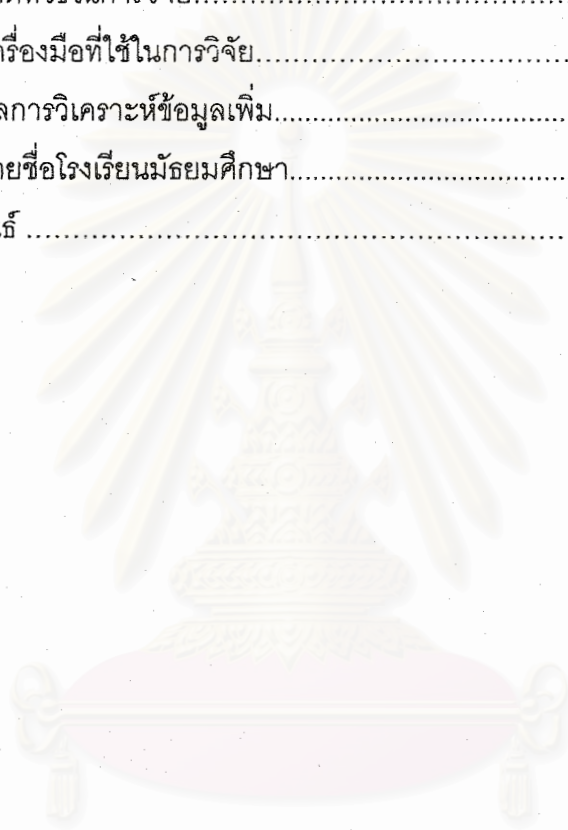 รื่องมือที่ใช้ในการวิจัย..........................................
ลการวิเคราะห์ข้อมูลเพิ่ม..........................................
ายชื่อโรงเรียนมัธยมศึกษา..........................................
ธ์ ..........................................